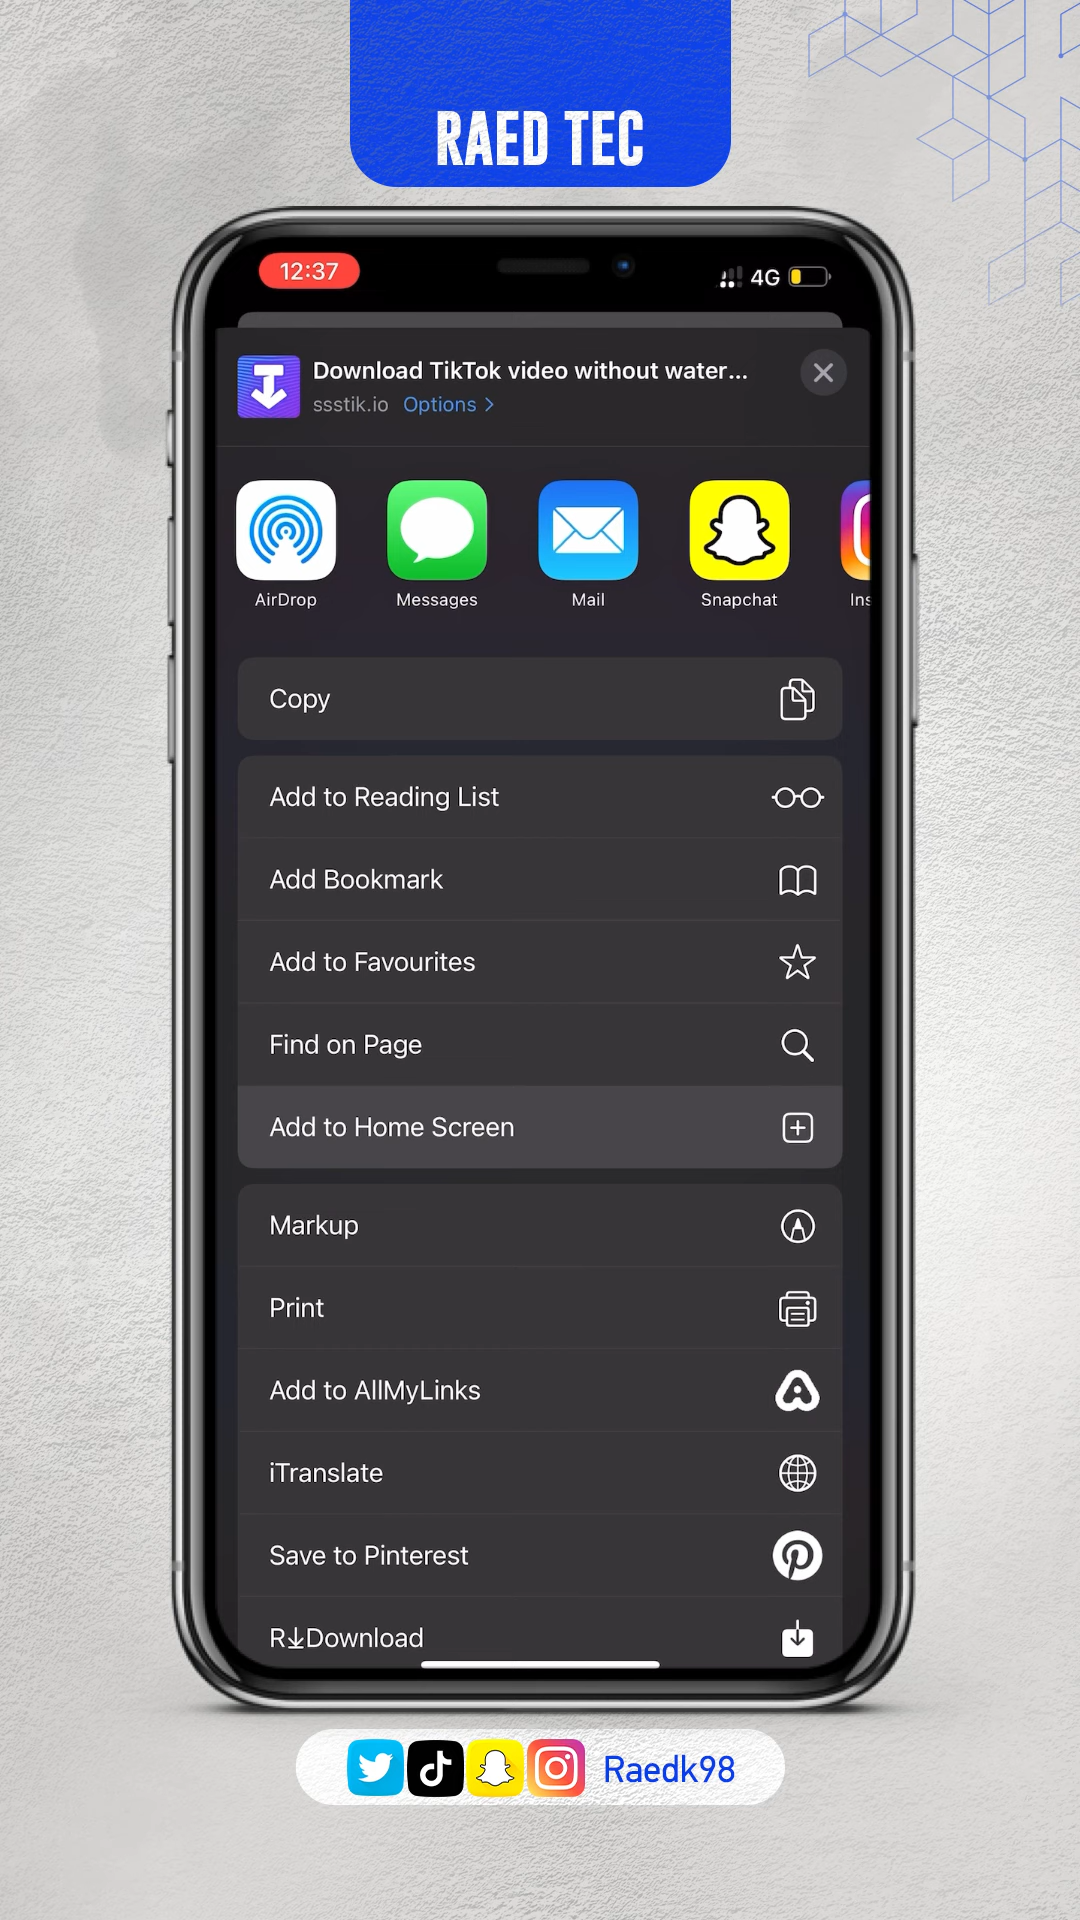 RAED TEC
12:37
4G
Download TikTok video without water...
ssstik.io Options >
AirDrop
Messages
Mail
Snapchat
Ins
Copy
Add to Reading List
Add Bookmark
Add to Favourites
Find on Page
Add to Home Screen
Markup
Print
Add to AllMyLinks
iTranslate
Save to Pinterest
R↓Download
Raedk98